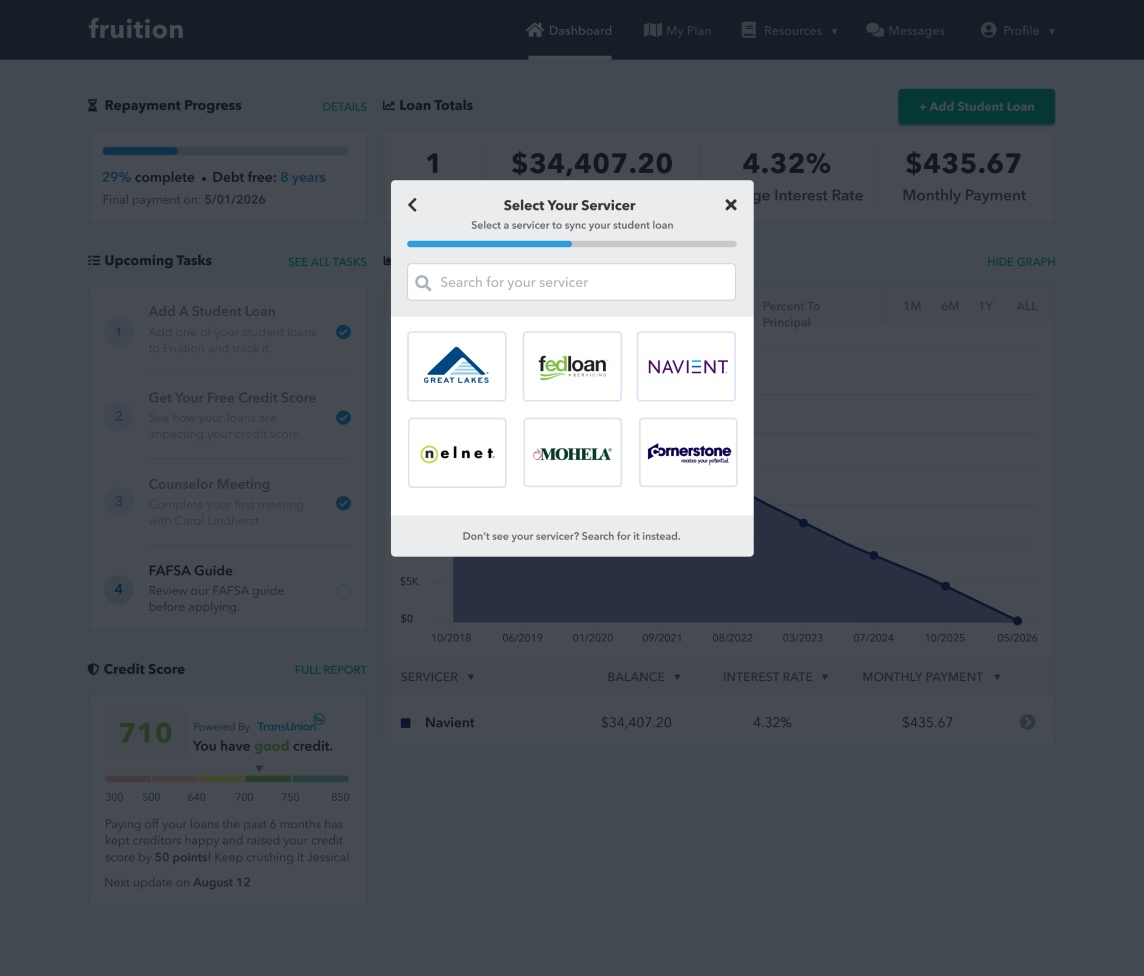 fruition
Dashboard
My Plan
Resources
Messages
Profile
Repayment Progress
DETAILS
29% complete • Debt free: 8 years
Final payment on: 5/01/2026
Loan Totals
+ Add Student Loan
1
$34,407.20
4.32%
ge Interest Rate
$435.67
Monthly Payment
Upcoming Tasks
SEE ALL TASKS
1
Add A Student Loan
Add one of your student loans
to Fruition and track it.
2
Get Your Free Credit Score
See how your loans are
impacting your credit score.
3
Counselor Meeting
Complete your first meeting
with Carol Lindherst
4
FAFSA Guide
Review our FAFSA guide
before applying.
Select Your Servicer
Select a servicer to sync your student loan
Search for your servicer
GREAT LAKES
fedloan
SERVICING
NAVIENT
nelnet
MOHELA
cornerstone
realize your potential
Don't see your servicer? Search for it instead.
HIDE GRAPH
Percent To
Principal
1M 6M 1Y ALL
$5K
$0
10/2018 06/2019 01/2020 09/2021 08/2022 03/2023 07/2024 10/2025 05/2026
SERVICER BALANCE INTEREST RATE MONTHLY PAYMENT
Navient $34,407.20 4.32% $435.67
Credit Score
FULL REPORT
710
Powered By TransUnion
tu
You have good credit.
300 500 640 700 750 850
Paying off your loans the past 6 months has
kept creditors happy and raised your credit
score by 50 points! Keep crushing it Jessica!
Next update on August 12